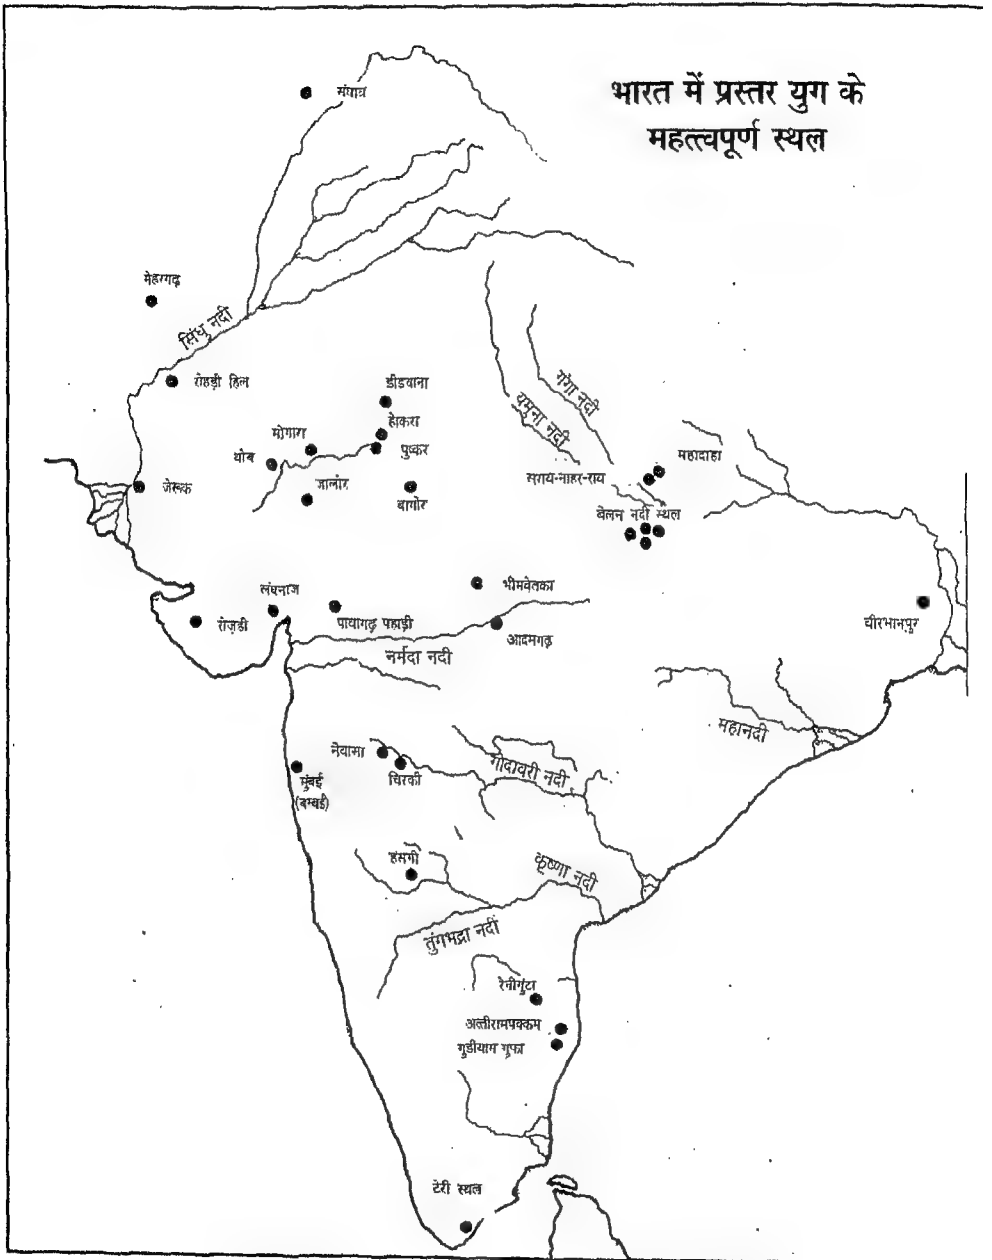 भारत में प्रस्तर युग के
महत्त्वपूर्ण स्थल
संघाव
मेहरगढ़
सिंधु नदी
रोहड़ी हिल
डीडवाना
होकरा
मोगारा
पुष्कर
थोब
जालोर
बागोर
जेरूक
गंगा नदी
यमुना नदी
महादाहा
सराय-नाहर-राय
बेलन नदी स्थल
लंघनाज
रोजड़ी
पावागढ़ पहाड़ी
भीमबेतका
आदमगढ़
नर्मदा नदी
वीरभानपुर
महानदी
नेवासा
चिरकी
गोदावरी नदी
मुंबई
(बम्बई)
हंसगी
कृष्णा नदी
तुंगभद्रा नदी
रेनीगुंटा
अत्तीरामपक्कम
गुडीयाम गुफा
टेरी स्थल